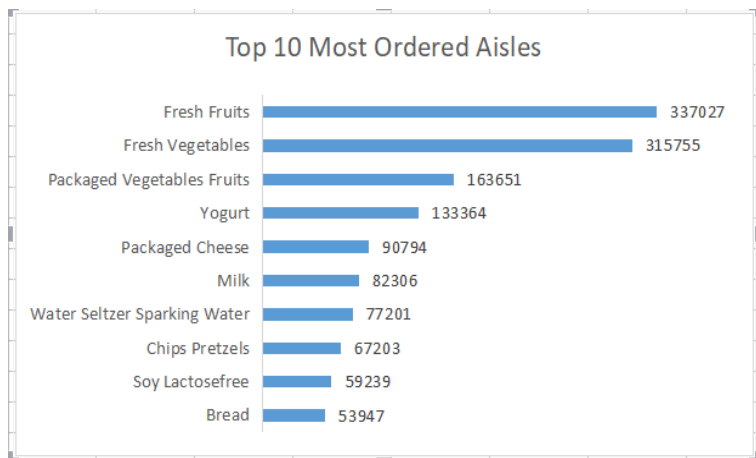 Top 10 Most Ordered Aisles
Fresh Fruits 337027
Fresh Vegetables 315755
Packaged Vegetables Fruits 163651
Yogurt 133364
Packaged Cheese 90794
Milk 82306
Water Seltzer Sparking Water 77201
Chips Pretzels 67203
Soy Lactosefree 59239
Bread 53947